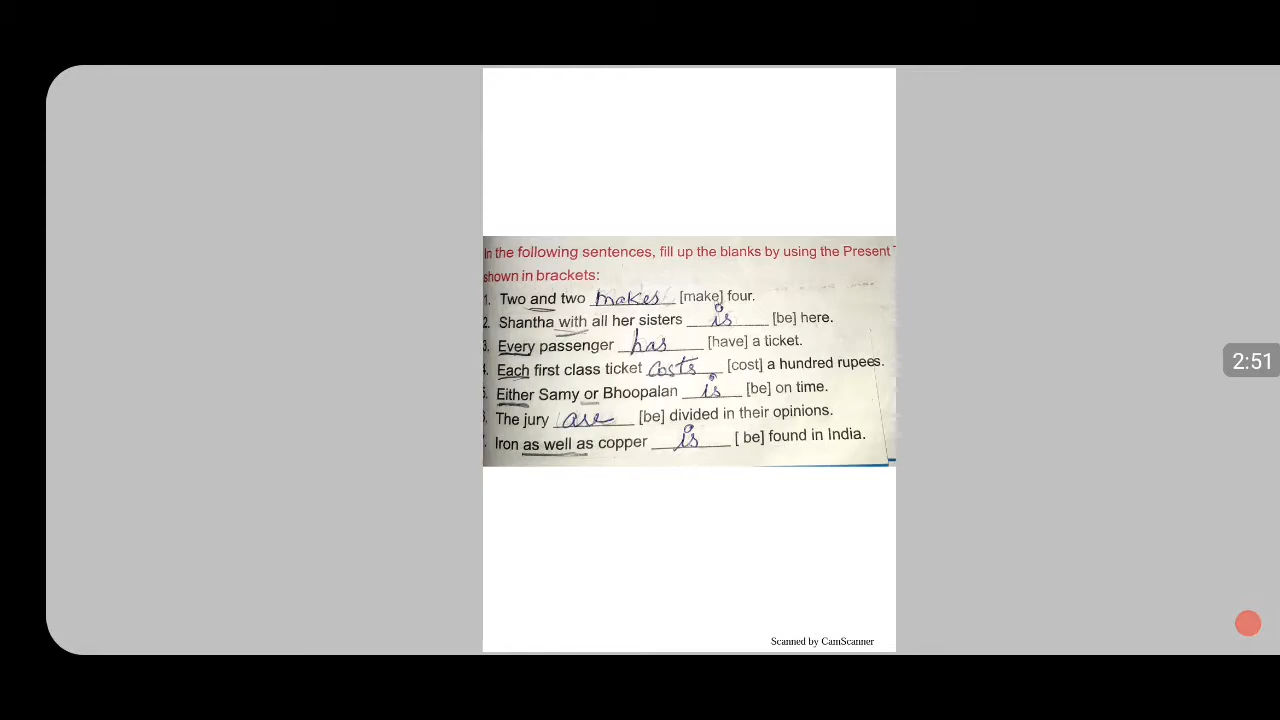 In the following sentences, fill up the blanks by using the Present
shown in brackets:
1. Two and two makes [make] four.
2. Shantha with all her sisters is [be] here.
3. Every passenger has [have] a ticket.
4. Each first class ticket costs [cost] a hundred rupees.
5. Either Samy or Bhoopalan is [be] on time.
6. The jury are [be] divided in their opinions.
7. Iron as well as copper is [ be] found in India.
2:51
Scanned by CamScanner